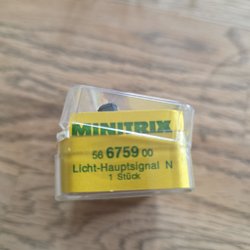 MINITRIX
56 6759 00
Licht-Hauptsignal N
1 Stück